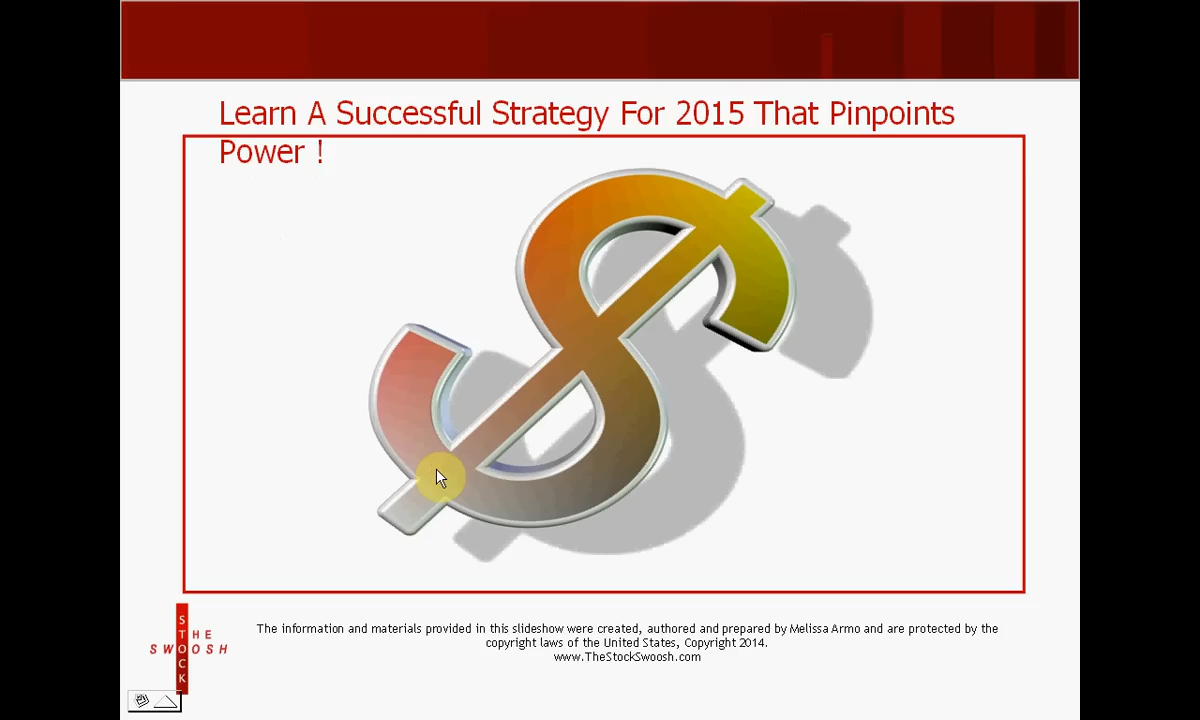 Learn A Successful Strategy For 2015 That Pinpoints
Power !
STOCK
THE
SWOOSH
The information and materials provided in this slideshow were created, authored and prepared by Melissa Armo and are protected by the
copyright laws of the United States, Copyright 2014.
www.TheStockSwoosh.com